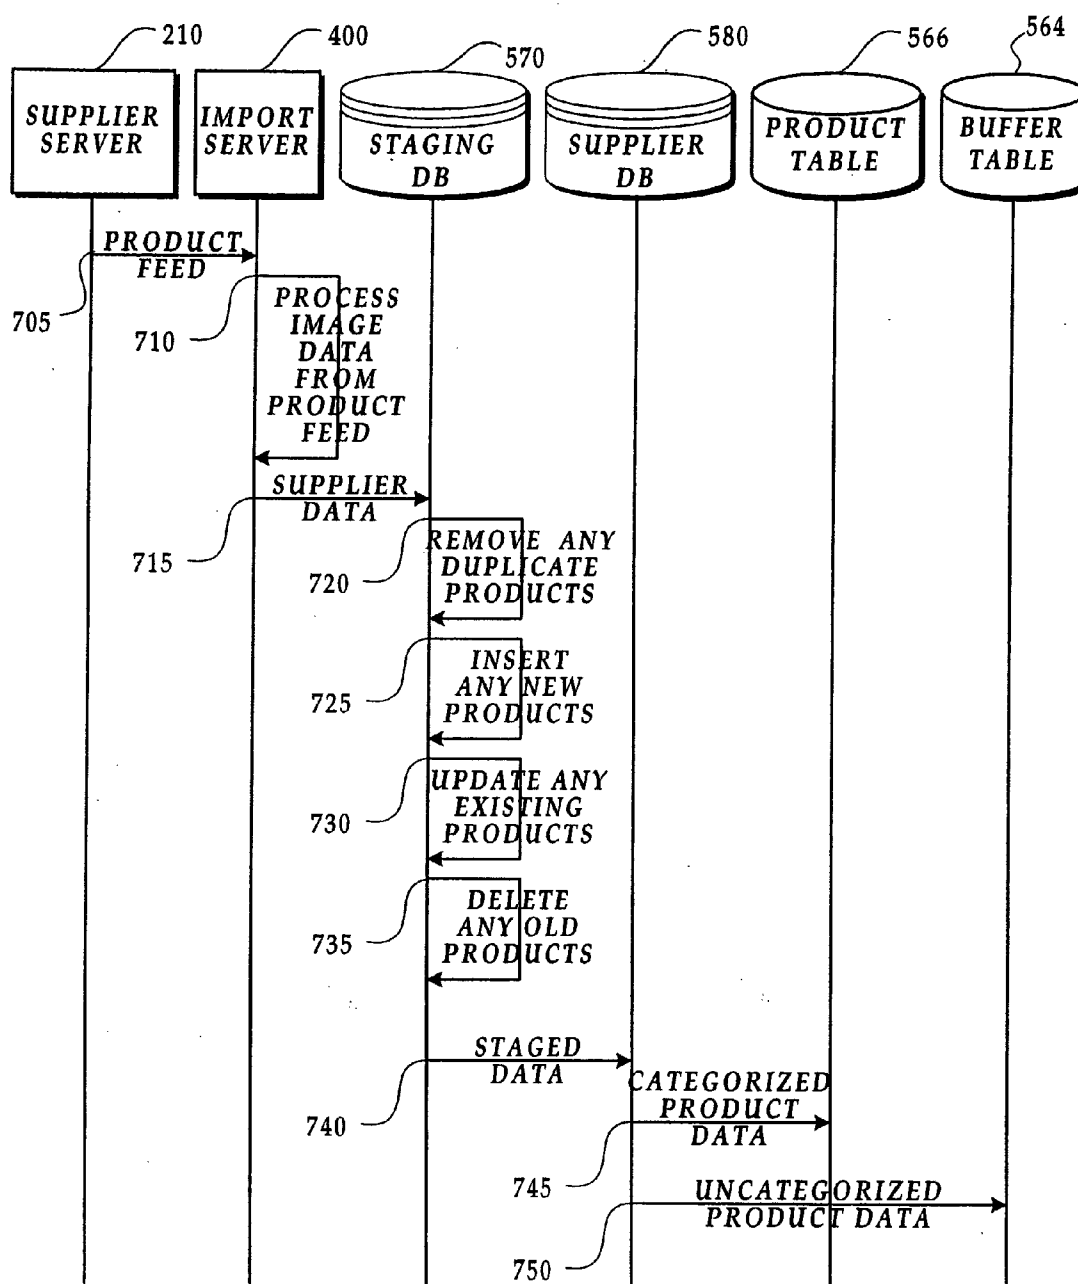 210
400
570
580
566
564
SUPPLIER
SERVER
IMPORT
SERVER
STAGING
DB
SUPPLIER
DB
PRODUCT
TABLE
BUFFER
TABLE
PRODUCT
FEED
705
PROCESS
IMAGE
DATA
FROM
PRODUCT
FEED
710
SUPPLIER
DATA
715
REMOVE ANY
DUPLICATE
PRODUCTS
720
INSERT
ANY NEW
PRODUCTS
725
UPDATE ANY
EXISTING
PRODUCTS
730
DELETE
ANY OLD
PRODUCTS
735
STAGED
DATA
740
CATEGORIZED
PRODUCT
DATA
745
UNCATEGORIZED
PRODUCT DATA
750